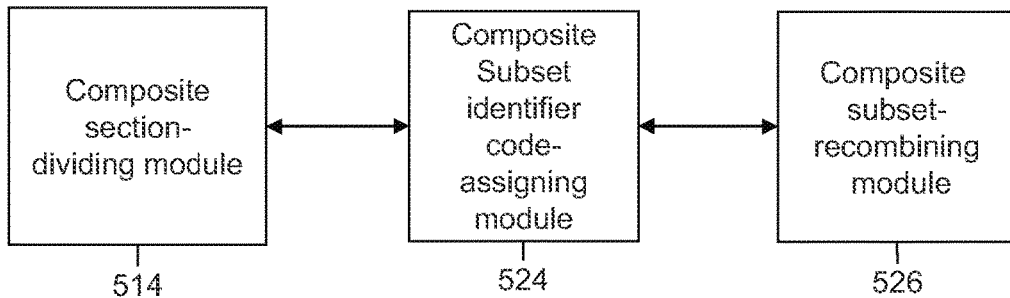 Composite
section-
dividing module
Composite
Subset
identifier
code-
assigning
module
Composite
subset-
recombining
module
514
524
526